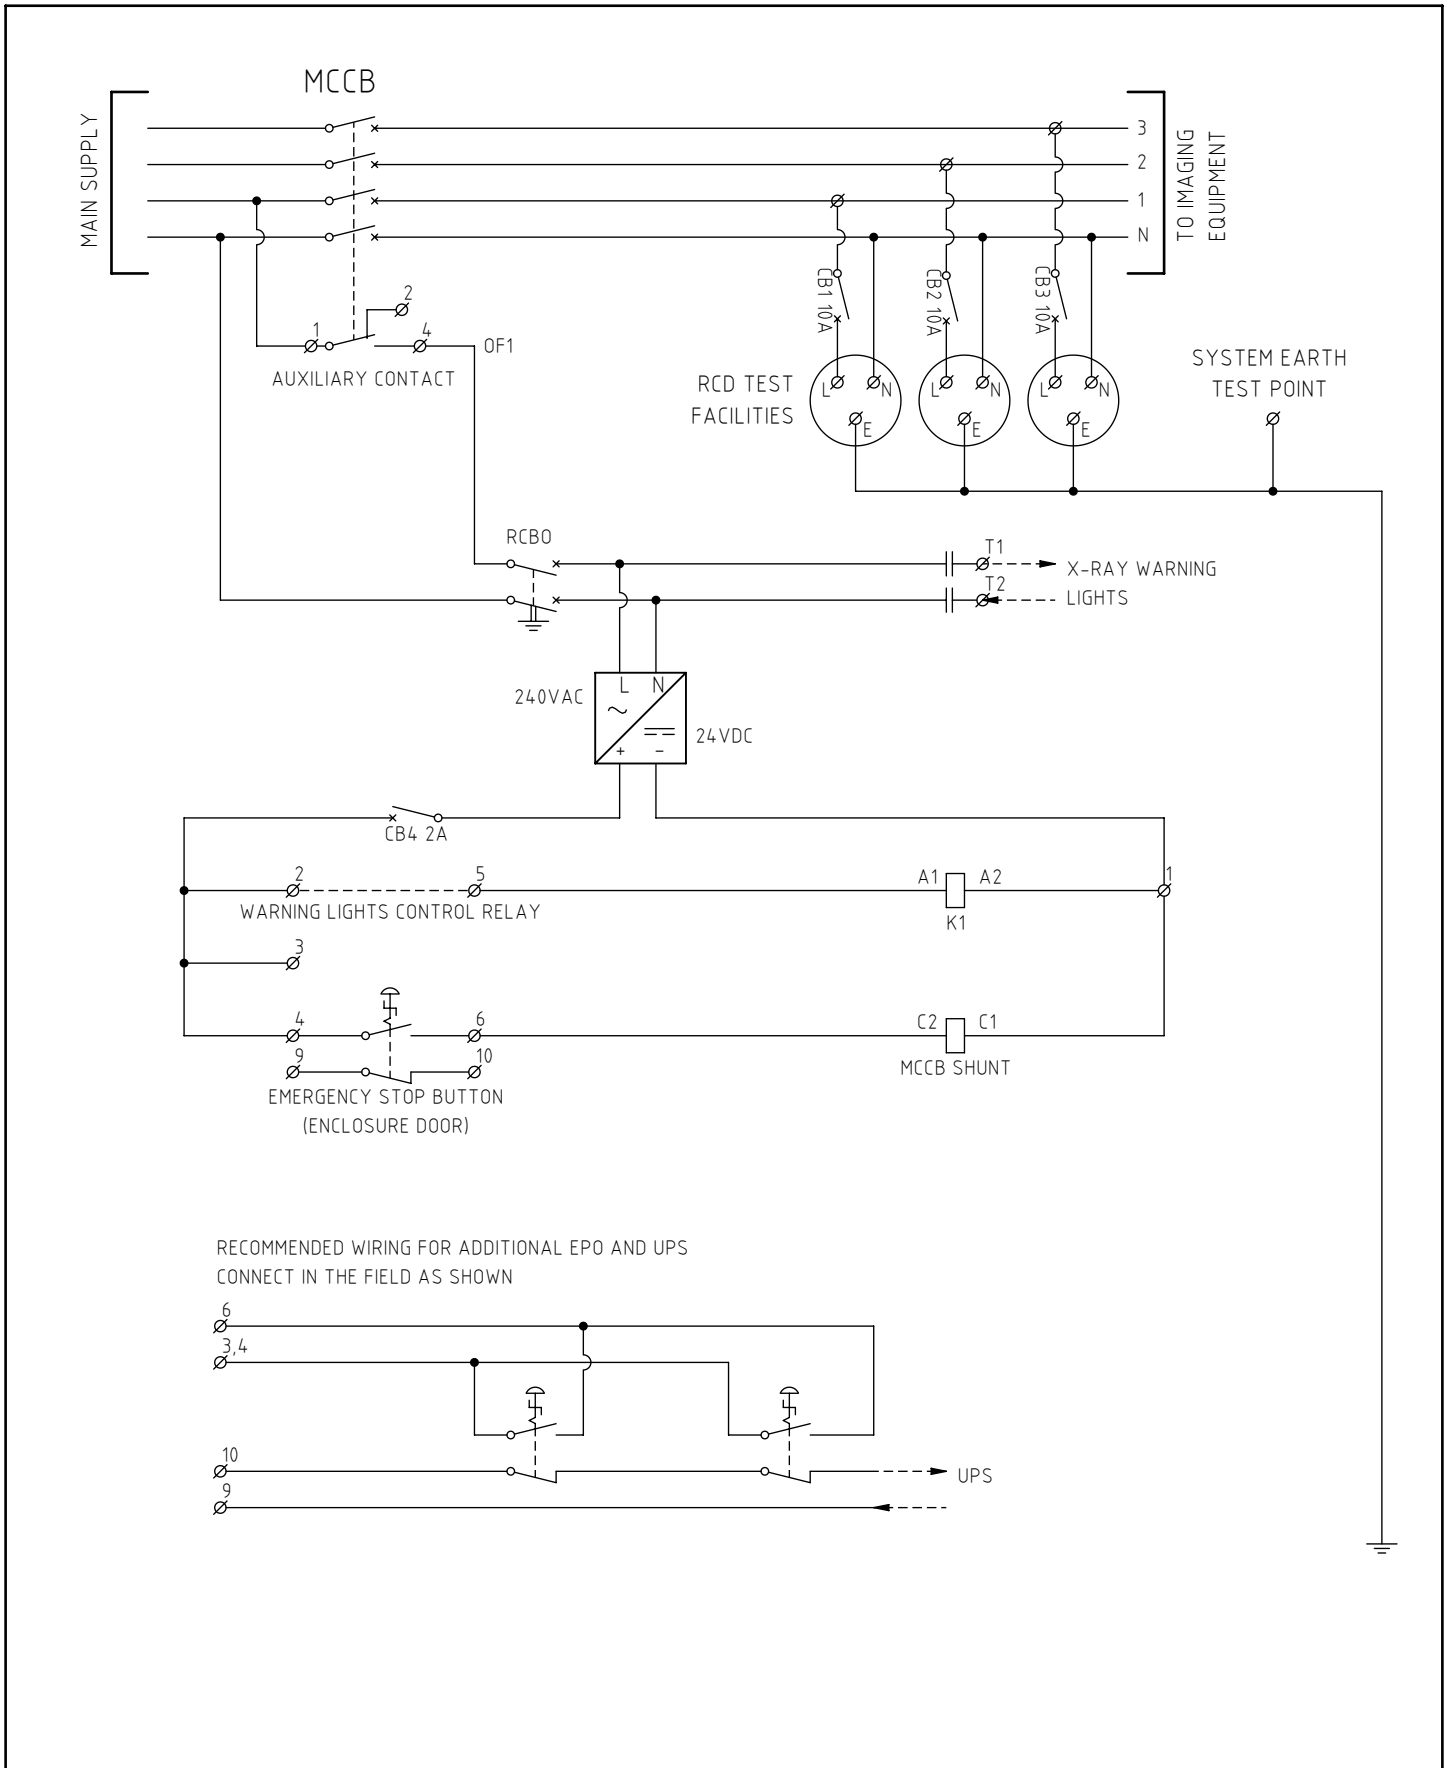 MCCB
MAIN SUPPLY
3
2
1
N
TO IMAGING
EQUIPMENT
CB1 10A
CB2 10A
CB3 10A
1
2
4
OF1
AUXILIARY CONTACT
RCD TEST
FACILITIES
L
N
E
L
N
E
L
N
E
SYSTEM EARTH
TEST POINT
RCBO
T1
T2
X-RAY WARNING
LIGHTS
240VAC
L N
+ -
24VDC
CB4 2A
2
5
A1
A2
1
WARNING LIGHTS CONTROL RELAY
K1
3
4
6
C2
C1
9
10
MCCB SHUNT
EMERGENCY STOP BUTTON
(ENCLOSURE DOOR)
RECOMMENDED WIRING FOR ADDITIONAL EPO AND UPS
CONNECT IN THE FIELD AS SHOWN
6
3,4
10
UPS
9